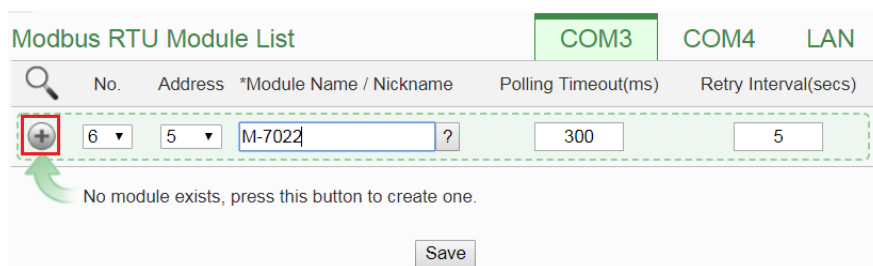 Modbus RTU Module List COM3 COM4 LAN
No. Address *Module Name / Nickname Polling Timeout(ms) Retry Interval(secs)
6 5 M-7022 ? 300 5
No module exists, press this button to create one.
Save